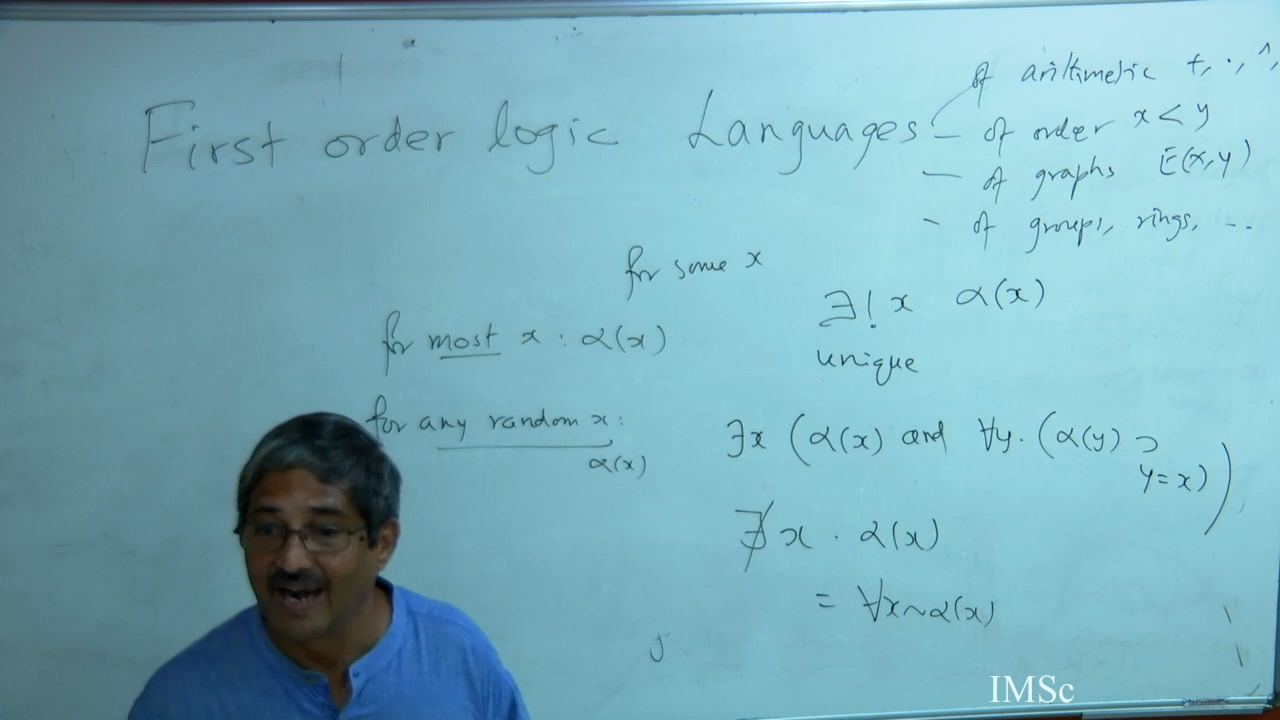 First order logic Languages
of arithmetic +, ·, ^,
– of order x < y
– of graphs E(x,y)
– of groups, rings, ...
for some x
∃! x α(x)
unique
for most x : α(x)
for any random x:
α(x)
∃x (α(x) and ∀y. (α(y) ⊃
y=x))
∄x . α(x)
= ∀x~α(x)
IMSc